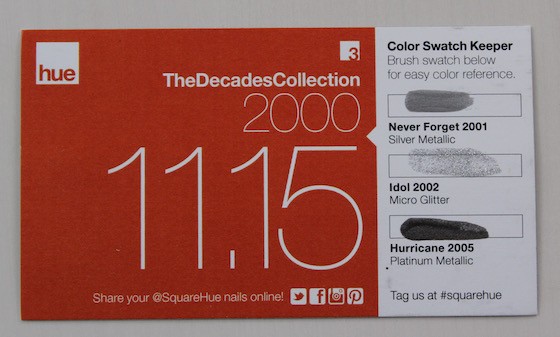 hue
3
TheDecadesCollection
2000
11.15
Share your @SquareHue nails online!
Color Swatch Keeper
Brush swatch below
for easy color reference.
Never Forget 2001
Silver Metallic
Idol 2002
Micro Glitter
Hurricane 2005
Platinum Metallic
Tag us at #squarehue